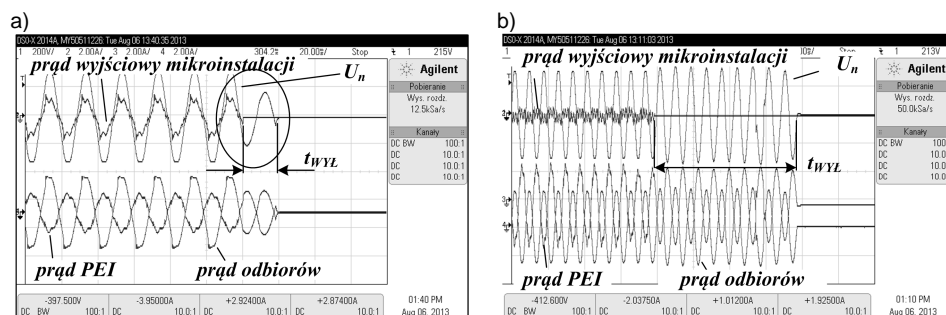 a)
DSO-X 2014A, MY50511226: Tue Aug 06 13:40:35 2013
1 200V/ 2 2.00A/ 3 2.00A/ 4 2.00A/ 304.2s 20.00s/ Stop 1 215V
prąd wyjściowy mikroinstalacji
Un
Agilent
Pobieranie
Wys. rozdz.
12.5kSa/s
Kanały
DC BW 100:1
DC 10.0:1
DC 10.0:1
DC 10.0:1
tWYŁ
prąd PEI
prąd odbiorów
-397.500V -3.95000A +2.92400A +2.87400A
DC BW 100:1 DC 10.0:1 DC 10.0:1 DC 10.0:1
01:40 PM
Aug 06, 2013
b)
DSO-X 2014A, MY50511226: Tue Aug 06 13:11:03 2013
1 Stop 1 213V
prąd wyjściowy mikroinstalacji
Un
Agilent
Pobieranie
Wys. rozdz.
50.0kSa/s
Kanały
DC BW 100:1
DC 10.0
DC 10.0
DC 10.0
tWYŁ
prąd PEI
prąd odbiorów
-412.600V -2.03750A +1.01200A +1.92500A
DC BW 100:1 DC 10.0:1 DC 10.0:1 DC 10.0:1
01:10 PM
Aug 06, 2013